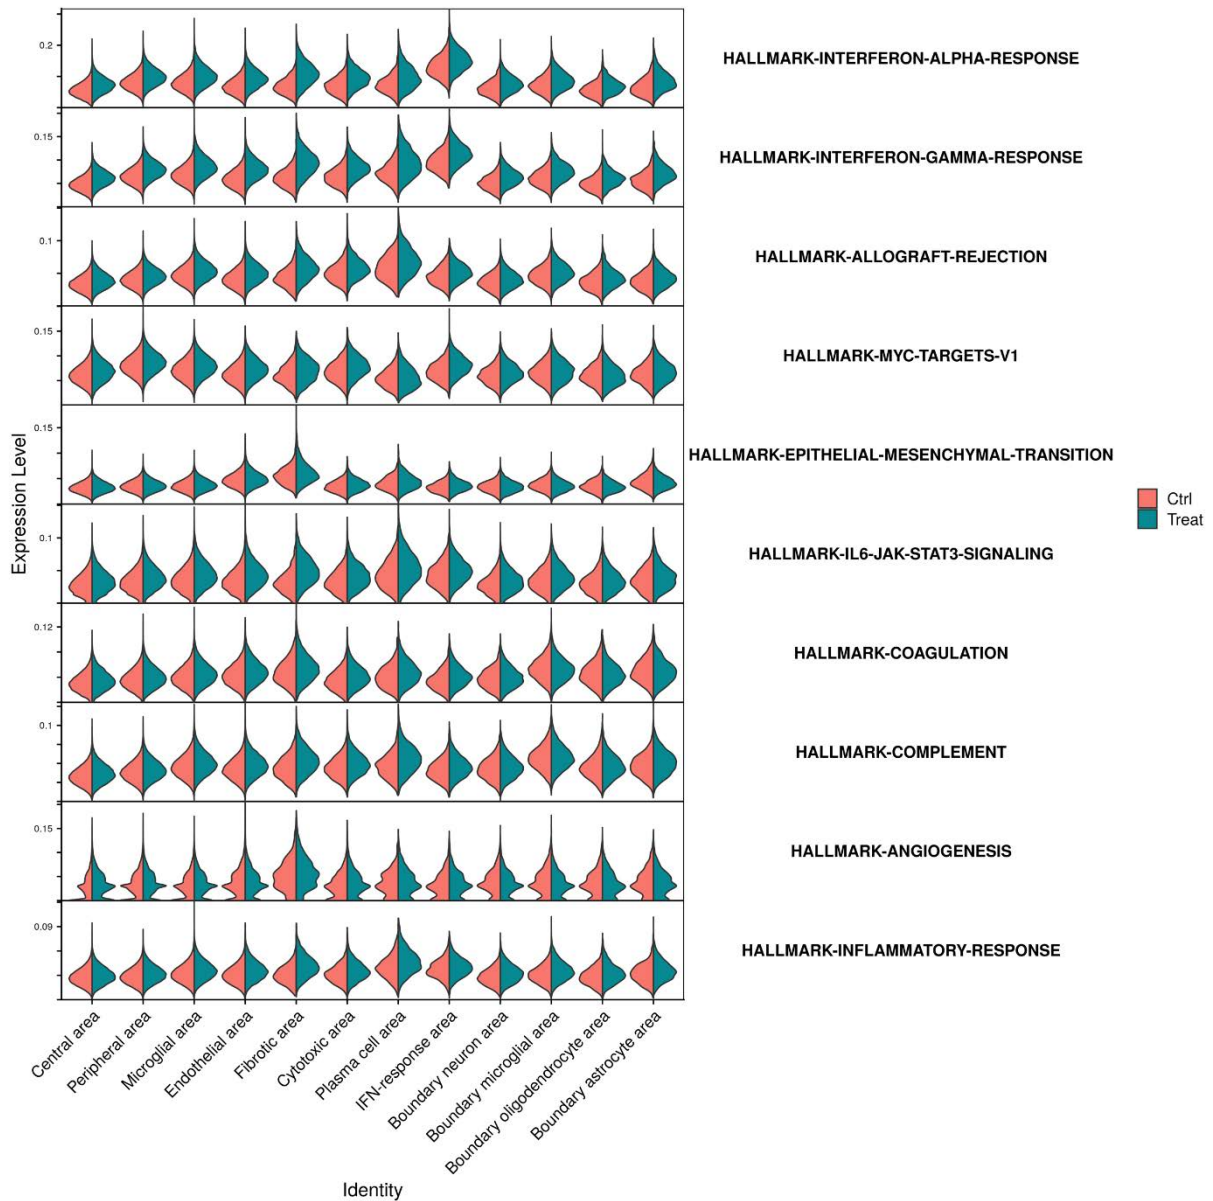 0.2
HALLMARK-INTERFERON-ALPHA-RESPONSE
0.15
HALLMARK-INTERFERON-GAMMA-RESPONSE
0.1
HALLMARK-ALLOGRAFT-REJECTION
0.15
HALLMARK-MYC-TARGETS-V1
0.15
HALLMARK-EPITHELIAL-MESENCHYMAL-TRANSITION
Expression Level
Ctrl
Treat
0.1
HALLMARK-IL6-JAK-STAT3-SIGNALING
0.12
HALLMARK-COAGULATION
0.1
HALLMARK-COMPLEMENT
0.15
HALLMARK-ANGIOGENESIS
0.09
HALLMARK-INFLAMMATORY-RESPONSE
Central area
Peripheral area
Microglial area
Endothelial area
Fibrotic area
Cytotoxic area
Plasma cell area
IFN-response area
Boundary neuron area
Boundary microglial area
Boundary oligodendrocyte area
Boundary astrocyte area
Identity